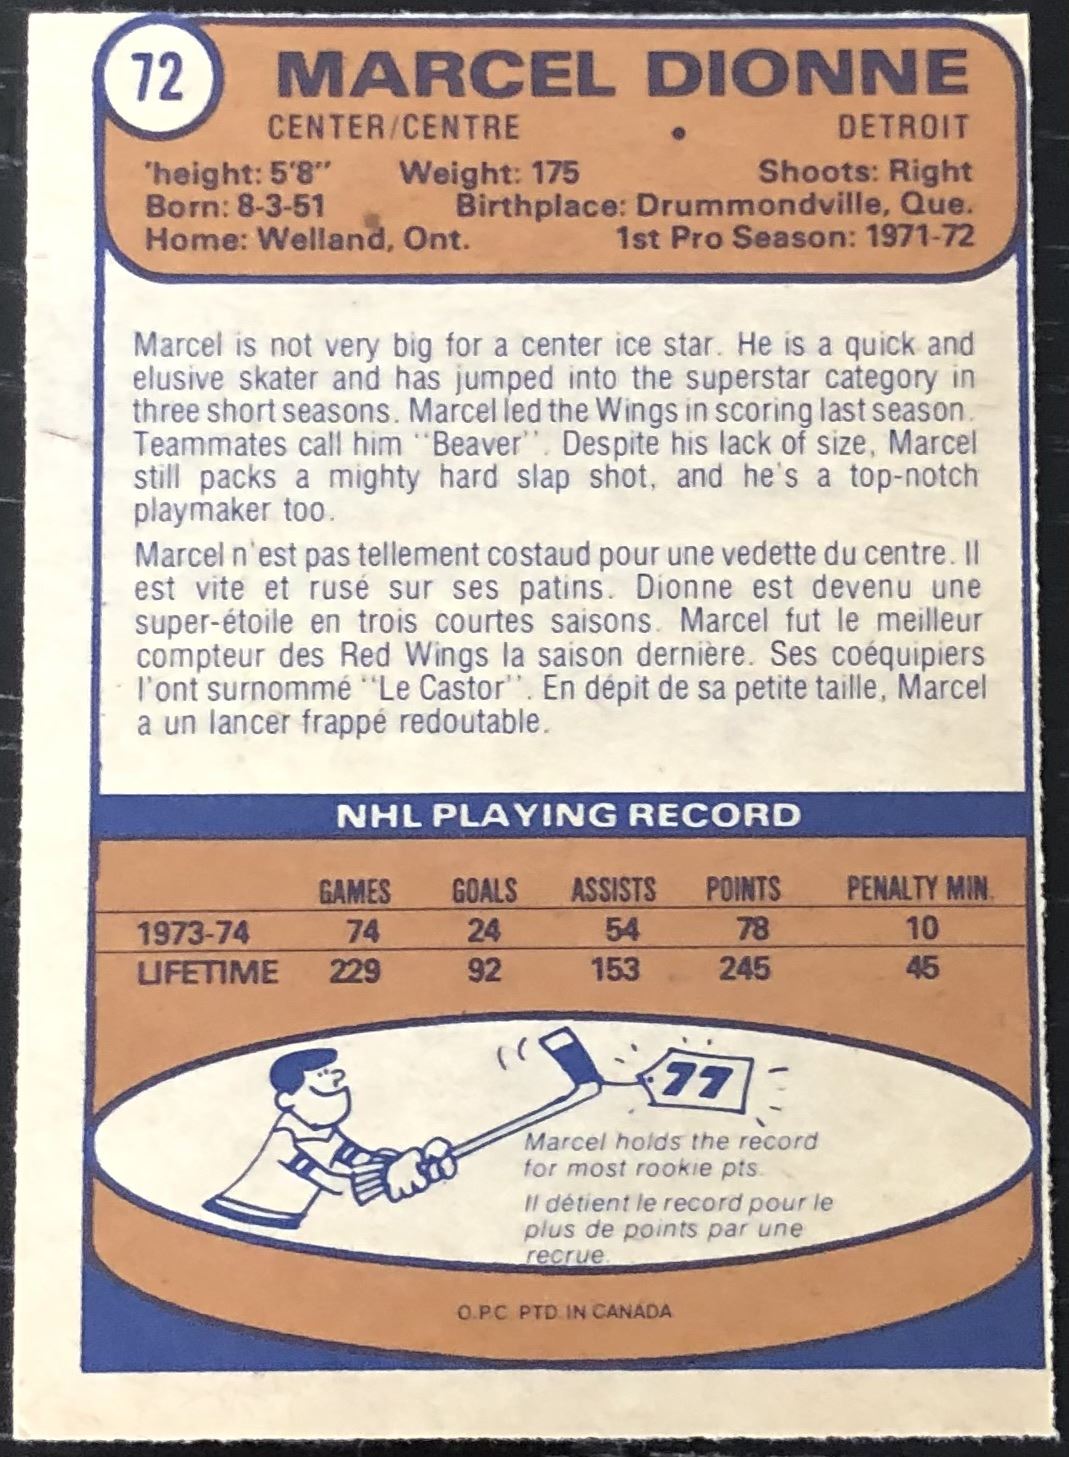 72
MARCEL DIONNE
CENTER/CENTRE • DETROIT
"height: 5'8" Weight: 175 Shoots: Right
Born: 8-3-51 Birthplace: Drummondville, Que.
Home: Welland, Ont. 1st Pro Season: 1971-72
Marcel is not very big for a center ice star. He is a quick and
elusive skater and has jumped into the superstar category in
three short seasons. Marcel led the Wings in scoring last season.
Teammates call him "Beaver". Despite his lack of size, Marcel
still packs a mighty hard slap shot, and he's a top-notch
playmaker too.
Marcel n'est pas tellement costaud pour une vedette du centre. Il
est vite et rusé sur ses patins. Dionne est devenu une
super-étoile en trois courtes saisons. Marcel fut le meilleur
compteur des Red Wings la saison dernière. Ses coéquipiers
l'ont surnommé "Le Castor". En dépit de sa petite taille, Marcel
a un lancer frappé redoutable.
NHL PLAYING RECORD
GAMES GOALS ASSISTS POINTS PENALTY MIN.
1973-74 74 24 54 78 10
LIFETIME 229 92 153 245 45
77
Marcel holds the record
for most rookie pts.
Il détient le record pour le
plus de points par une
recrue.
O.P.C. PTD. IN CANADA